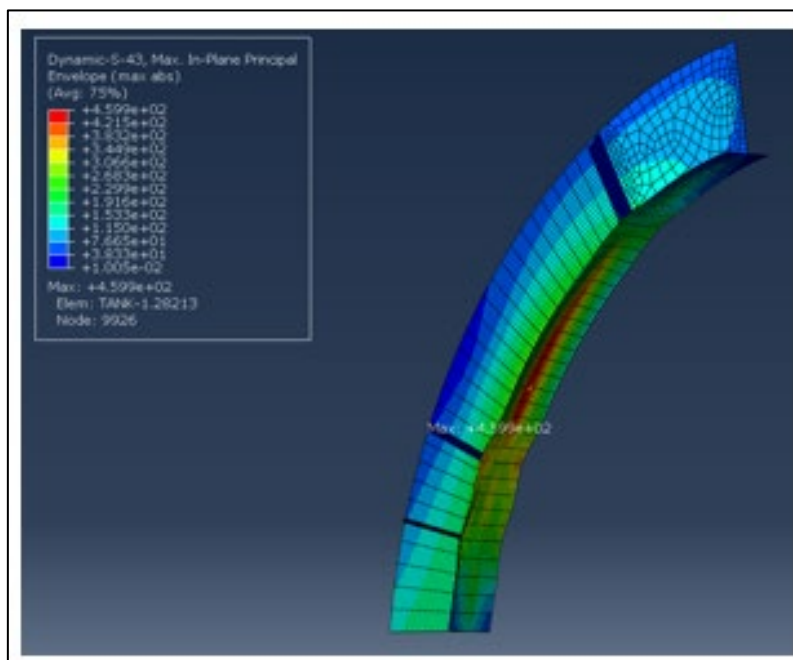 Dynamic-S-43, Max. In-Plane Principal
Envelope (max abs)
(Avg: 75%)
+4.599e+02
+4.215e+02
+3.832e+02
+3.449e+02
+3.066e+02
+2.683e+02
+2.299e+02
+1.916e+02
+1.533e+02
+1.150e+02
+7.665e+01
+3.833e+01
+1.005e-02
Max: +4.599e+02
Elem: TANK-1.28213
Node: 9926
Max: +4.599e+02